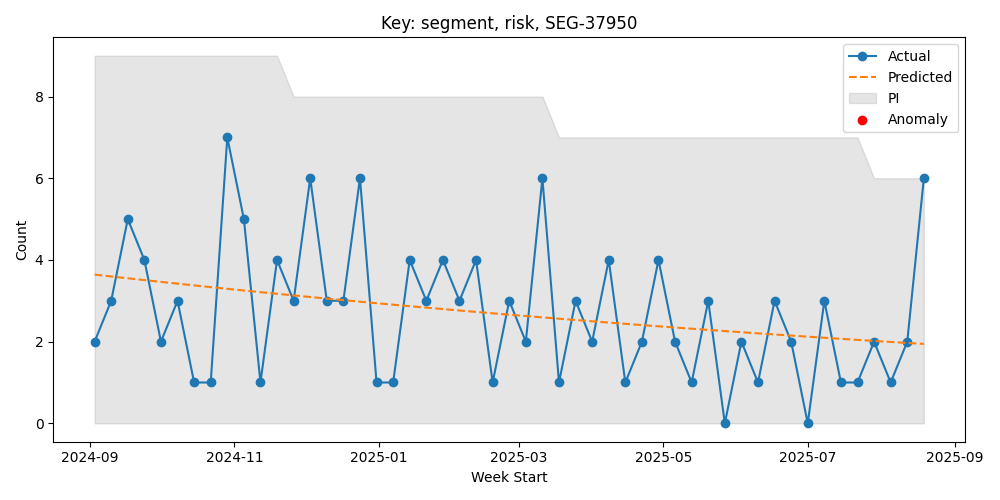 Key: segment, risk, SEG-37950
Actual
Predicted
PI
Anomaly
Count
8
6
4
2
0
2024-09 2024-11 2025-01 2025-03 2025-05 2025-07 2025-09
Week Start